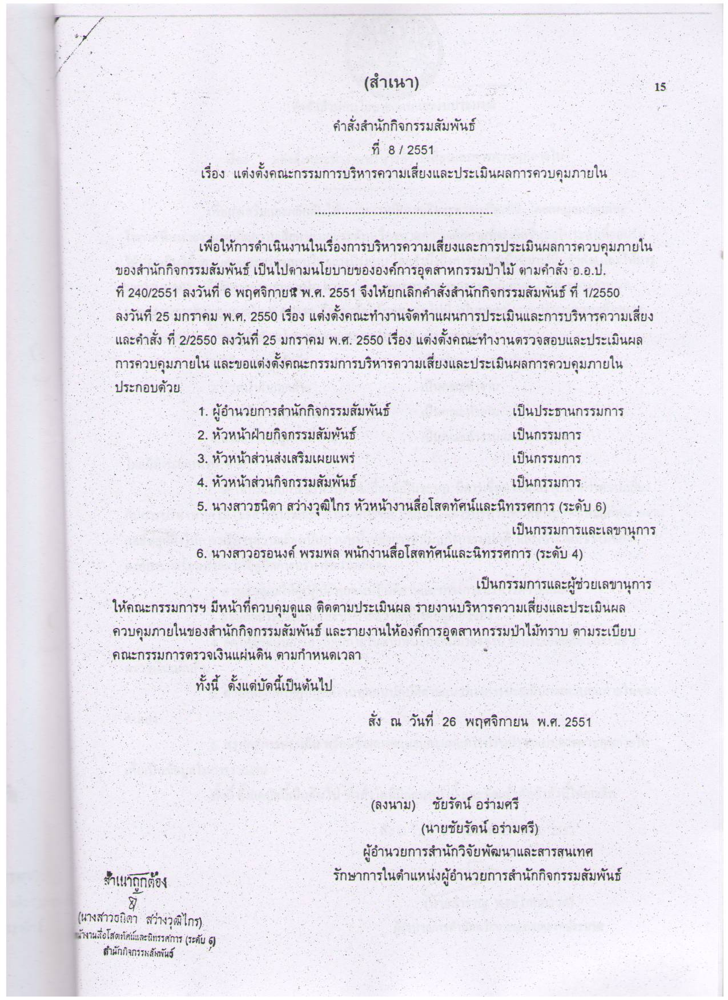 (สำเนา)
15
คำสั่งสำนักกิจกรรมสัมพันธ์
ที่ 8 / 2551
เรื่อง แต่งตั้งคณะกรรมการบริหารความเสี่ยงและประเมินผลการควบคุมภายใน
......................................................
เพื่อให้การดำเนินงานในเรื่องการบริหารความเสี่ยงและการประเมินผลการควบคุมภายใน
ของสำนักกิจกรรมสัมพันธ์ เป็นไปตามนโยบายขององค์การอุตสาหกรรมป่าไม้ ตามคำสั่ง อ.อ.ป.
ที่ 240/2551 ลงวันที่ 6 พฤศจิกายน พ.ศ. 2551 จึงให้ยกเลิกคำสั่งสำนักกิจกรรมสัมพันธ์ ที่ 1/2550
ลงวันที่ 25 มกราคม พ.ศ. 2550 เรื่อง แต่งตั้งคณะทำงานจัดทำแผนการประเมินและการบริหารความเสี่ยง
และคำสั่ง ที่ 2/2550 ลงวันที่ 25 มกราคม พ.ศ. 2550 เรื่อง แต่งตั้งคณะทำงานตรวจสอบและประเมินผล
การควบคุมภายใน และขอแต่งตั้งคณะกรรมการบริหารความเสี่ยงและประเมินผลการควบคุมภายใน
ประกอบด้วย
1. ผู้อำนวยการสำนักกิจกรรมสัมพันธ์ เป็นประธานกรรมการ
2. หัวหน้าฝ่ายกิจกรรมสัมพันธ์ เป็นกรรมการ
3. หัวหน้าส่วนส่งเสริมเผยแพร่ เป็นกรรมการ
4. หัวหน้าส่วนกิจกรรมสัมพันธ์ เป็นกรรมการ
5. นางสาวธนิดา สว่างวุฒิไกร หัวหน้างานสื่อโสตทัศน์และนิทรรศการ (ระดับ 6)
เป็นกรรมการและเลขานุการ
6. นางสาวอรอนงค์ พรมพล พนักงานสื่อโสตทัศน์และนิทรรศการ (ระดับ 4)
เป็นกรรมการและผู้ช่วยเลขานุการ
ให้คณะกรรมการฯ มีหน้าที่ควบคุมดูแล ติดตามประเมินผล รายงานบริหารความเสี่ยงและประเมินผล
ควบคุมภายในของสำนักกิจกรรมสัมพันธ์ และรายงานให้องค์การอุตสาหกรรมป่าไม้ทราบ ตามระเบียบ
คณะกรรมการตรวจเงินแผ่นดิน ตามกำหนดเวลา
ทั้งนี้ ตั้งแต่บัดนี้เป็นต้นไป
สั่ง ณ วันที่ 26 พฤศจิกายน พ.ศ. 2551
(ลงนาม) ชัยรัตน์ อร่ามศรี
(นายชัยรัตน์ อร่ามศรี)
ผู้อำนวยการสำนักวิจัยพัฒนาและสารสนเทศ
รักษาการในตำแหน่งผู้อำนวยการสำนักกิจกรรมสัมพันธ์
สำเนาถูกต้อง
(นางสาวธนิดา สว่างวุฒิไกร)
หน้างานสื่อโสตทัศน์และนิทรรศการ (ระดับ 6)
สำนักกิจกรรมสัมพันธ์